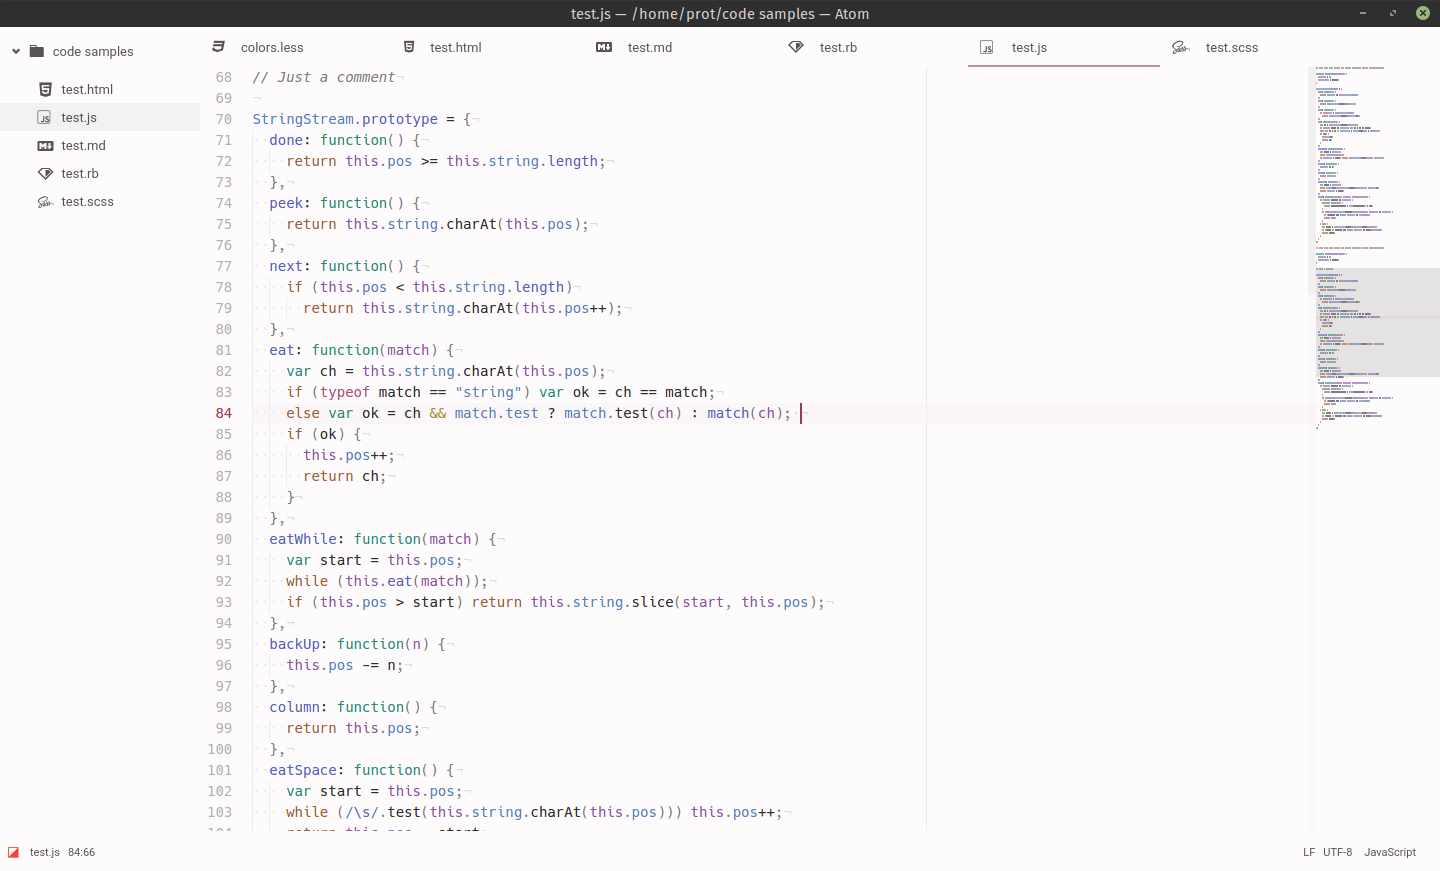 test.js — /home/prot/code samples — Atom
code samples
test.html
test.js
test.md
test.rb
test.scss
colors.less test.html test.md test.rb test.js test.scss
68 // Just a comment¬
69 ¬
70 StringStream.prototype = {¬
71 ··done: function() {¬
72 ····return this.pos >= this.string.length;¬
73 ··},¬
74 ··peek: function() {¬
75 ····return this.string.charAt(this.pos);¬
76 ··},¬
77 ··next: function() {¬
78 ····if (this.pos < this.string.length)¬
79 ······return this.string.charAt(this.pos++);¬
80 ··},¬
81 ··eat: function(match) {¬
82 ····var ch = this.string.charAt(this.pos);¬
83 ····if (typeof match == "string") var ok = ch == match;¬
84 ····else var ok = ch && match.test ? match.test(ch) : match(ch);·¬
85 ····if (ok) {¬
86 ······this.pos++;¬
87 ······return ch;¬
88 ····}¬
89 ··},¬
90 ··eatWhile: function(match) {¬
91 ····var start = this.pos;¬
92 ····while (this.eat(match));¬
93 ····if (this.pos > start) return this.string.slice(start, this.pos);¬
94 ··},¬
95 ··backUp: function(n) {¬
96 ····this.pos -= n;¬
97 ··},¬
98 ··column: function() {¬
99 ····return this.pos;¬
100 ··},¬
101 ··eatSpace: function() {¬
102 ····var start = this.pos;¬
103 ····while (/\s/.test(this.string.charAt(this.pos))) this.pos++;¬
test.js 84:66 LF UTF-8 JavaScript